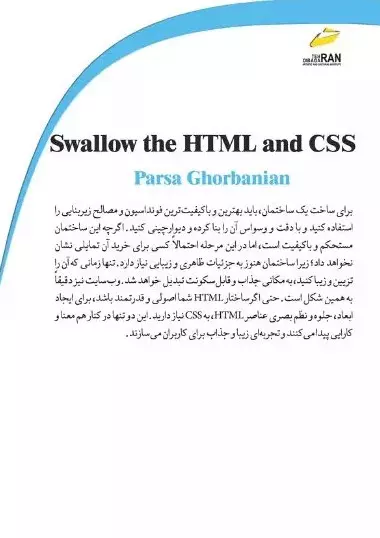 RAN
DIBAGA
Swallow the HTML and CSS
Parsa Ghorbanian
برای ساخت یک ساختمان، باید بهترین و باکیفیت‌ترین فونداسیون و مصالح زیربنایی را
استفاده کنید و با دقت و وسواس آن را بنا کرده و دیوارچینی کنید. اگرچه این ساختمان
مستحکم و باکیفیت است، اما در این مرحله احتمالاً کسی برای خرید آن تمایلی نشان
نخواهد داد؛ زیرا ساختمان هنوز به جزئیات ظاهری و زیبایی نیاز دارد. تنها زمانی که آن را
تزیین و زیبا کنید، به مکانی جذاب و قابل سکونت تبدیل خواهد شد. وب‌سایت نیز دقیقاً
به همین شکل است. حتی اگر ساختار HTML شما اصولی و قدرتمند باشد، برای ایجاد
ابعاد، جلوه و نظم بصری عناصر HTML، به CSS نیاز دارید. این دو تنها در کنار هم معنا و
کارایی پیدا می‌کنند و تجربه‌ای زیبا و جذاب برای کاربران می‌سازند.